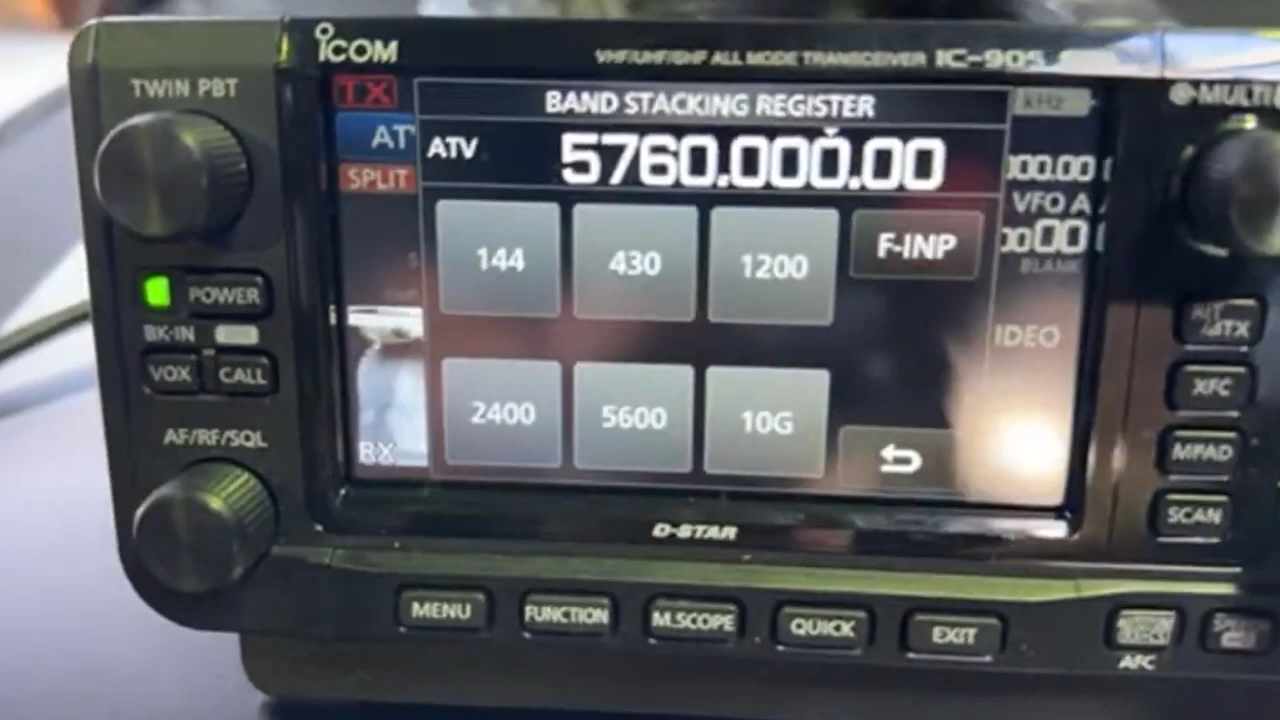 ICOM
VHF/UHF/SHF ALL MODE TRANSCEIVER IC-905
TWIN PBT
MULTI
TX
BAND STACKING REGISTER
kHz
SPLIT
ATV
5760.000.00
VFO A
144
430
1200
F-INP
BLANK
POWER
BK-IN
VOX
CALL
2400
5600
10G
RX
AF/RF/SQL
XFC
MPAD
SCAN
D-STAR
MENU
FUNCTION
M.SCOPE
QUICK
EXIT
AFC